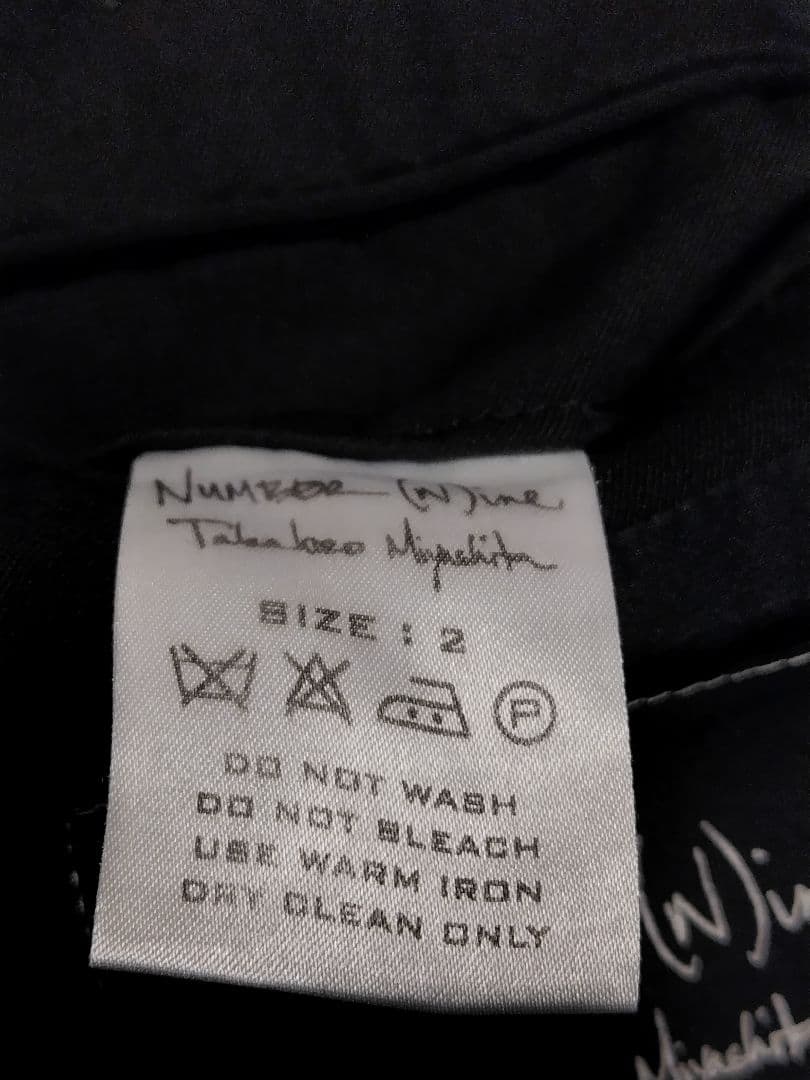 NUMBER (N)ine
Takahiro Miyashita
SIZE : 2
P
DO NOT WASH
DO NOT BLEACH
USE WARM IRON
DRY CLEAN ONLY
(N)i